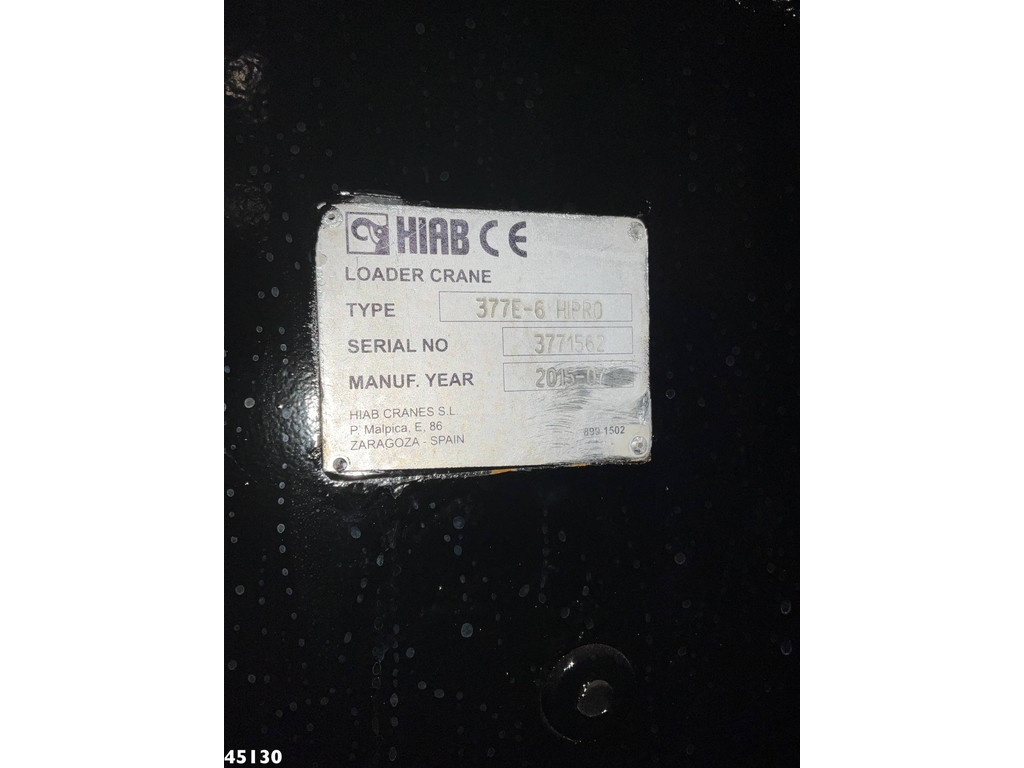 HIAB CE
LOADER CRANE
TYPE 377E-6 HIPRO
SERIAL NO 3771562
MANUF. YEAR
HIAB CRANES S.L
P. Malpica, E, 86
ZARAGOZA - SPAIN
899 1502
45130